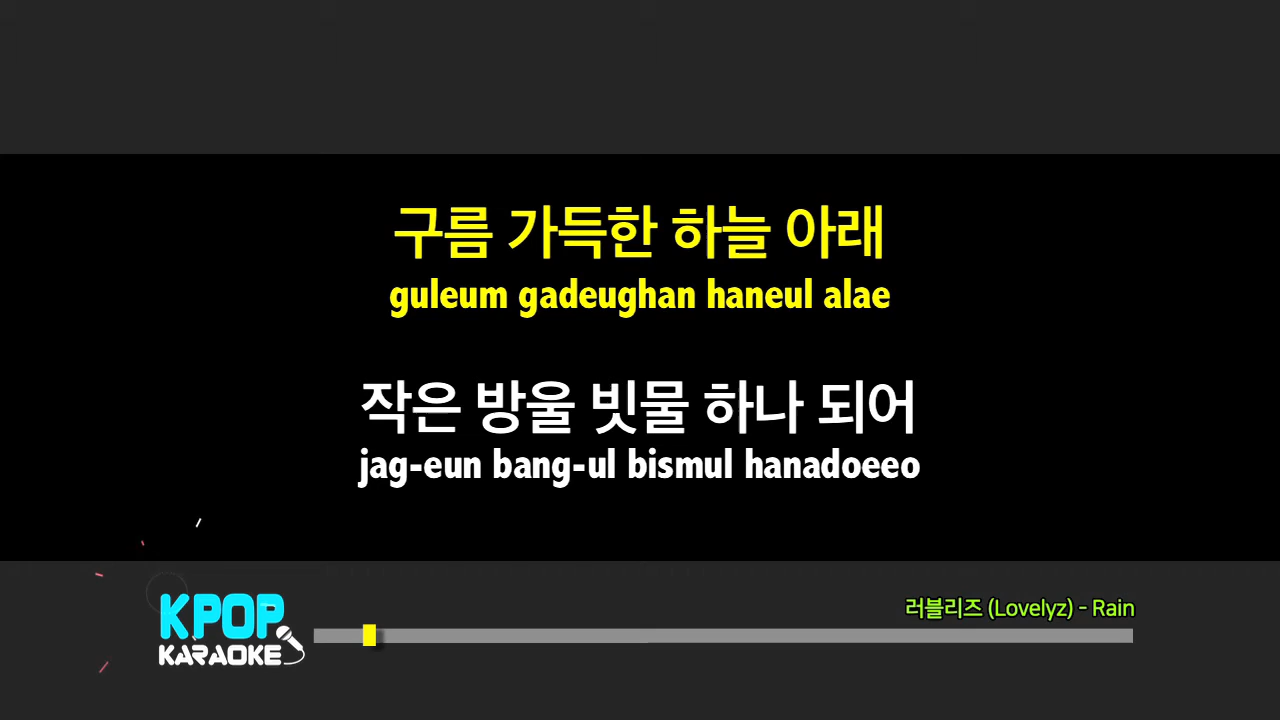 구름 가득한 하늘 아래
guleum gadeughan haneul alae
작은 방울 빗물 하나 되어
jag-eun bang-ul bismul hanadoeeo
러블리즈 (Lovelyz) - Rain
KPOP
KARAOKE